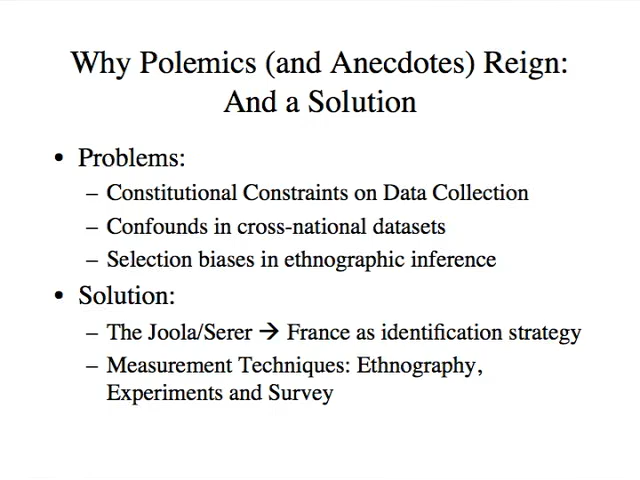 Why Polemics (and Anecdotes) Reign:
And a Solution
• Problems:
– Constitutional Constraints on Data Collection
– Confounds in cross-national datasets
– Selection biases in ethnographic inference
• Solution:
– The Joola/Serer → France as identification strategy
– Measurement Techniques: Ethnography,
Experiments and Survey